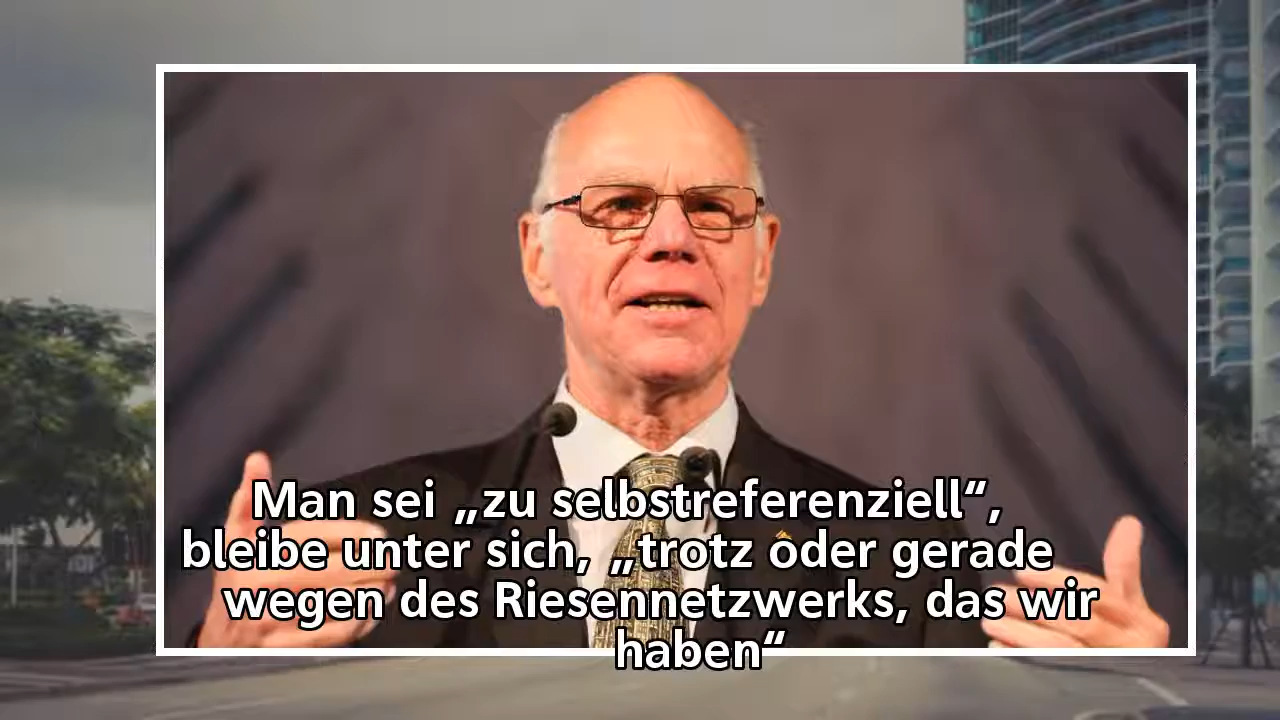 Man sei „zu selbstreferenziell“,
bleibe unter sich, „trotz oder gerade
wegen des Riesennetzwerks, das wir
haben“